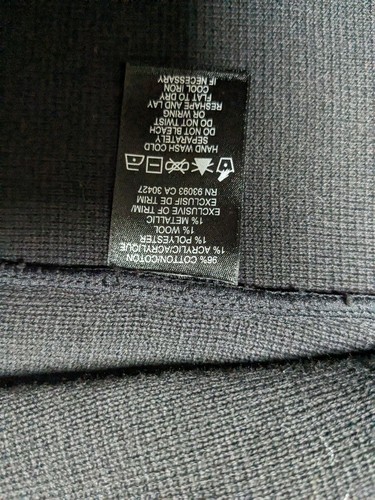 96% COTTON/COTON
1% ACRYLIC/ACRYLIQUE
1% POLYESTER
1% WOOL
1% METALLIC
EXCLUSIVE OF TRIM/
EXCLUSIF DE TRIM
RN 93093 CA 30427
HAND WASH COLD
SEPARATELY
DO NOT BLEACH
DO NOT TWIST
OR WRING
RESHAPE AND LAY
FLAT TO DRY
COOL IRON
IF NECESSARY